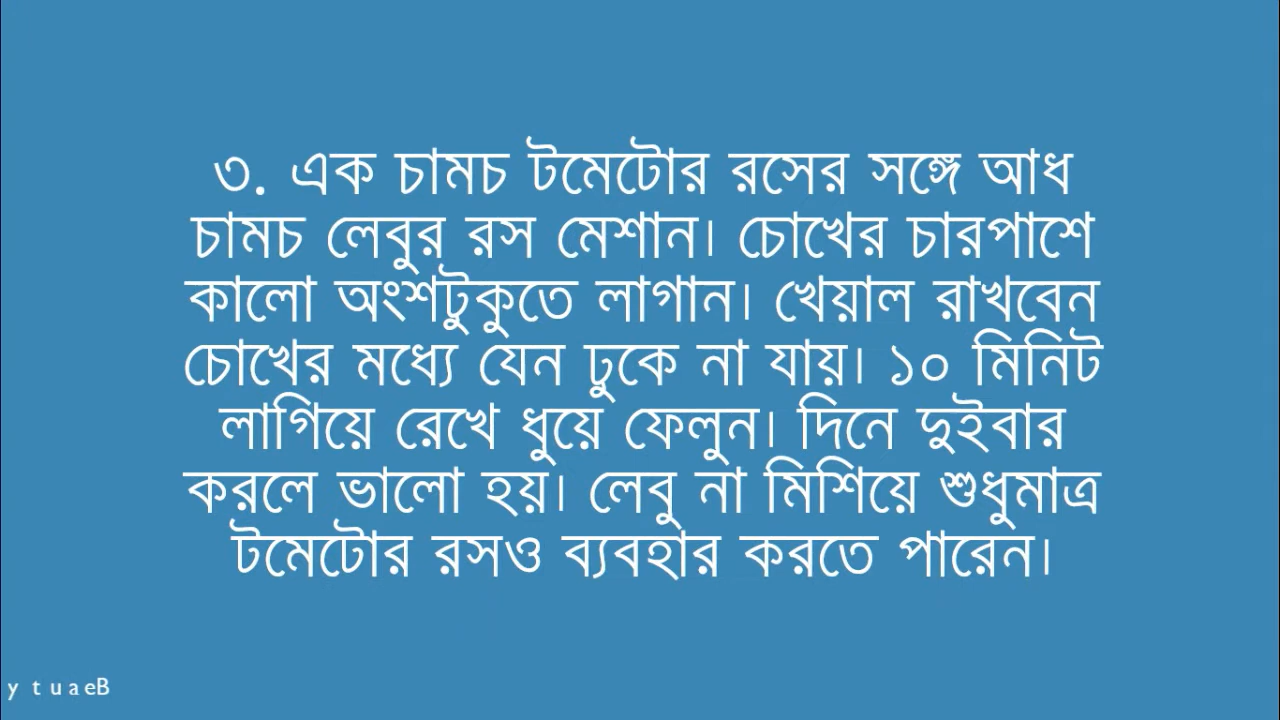 ৩. এক চামচ টমেটোর রসের সঙ্গে আধ
চামচ লেবুর রস মেশান। চোখের চারপাশে
কালো অংশটুকুতে লাগান। খেয়াল রাখবেন
চোখের মধ্যে যেন ঢুকে না যায়। ১০ মিনিট
লাগিয়ে রেখে ধুয়ে ফেলুন। দিনে দুইবার
করলে ভালো হয়। লেবু না মিশিয়ে শুধুমাত্র
টমেটোর রসও ব্যবহার করতে পারেন।
y t u a eB